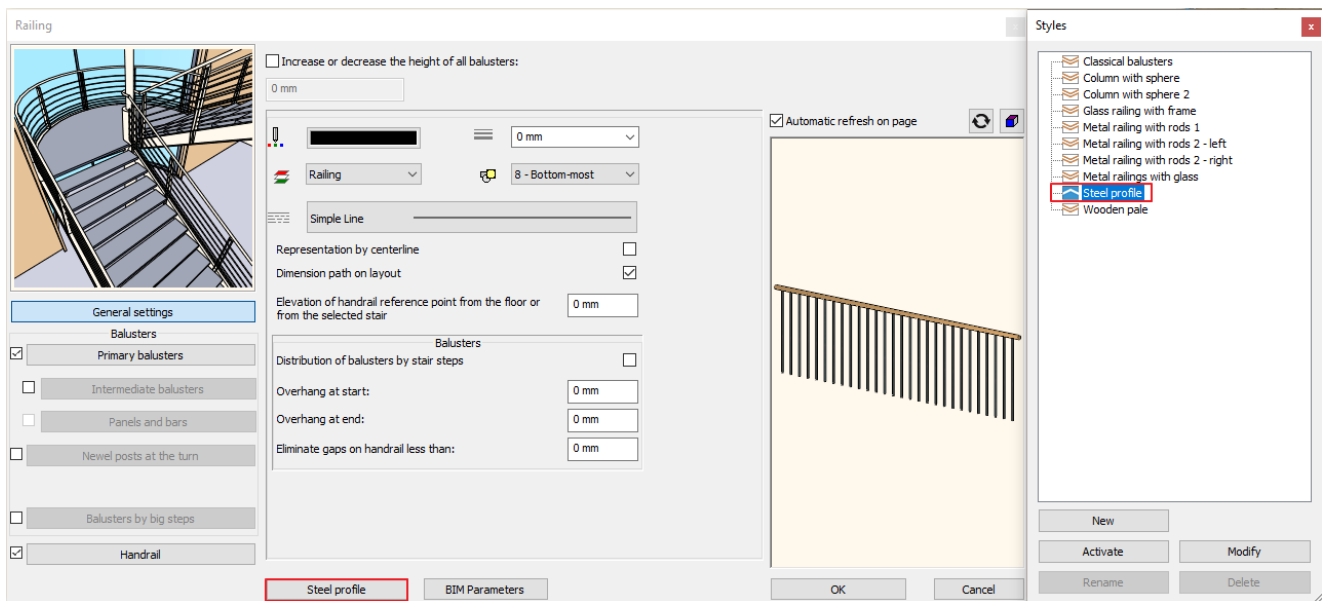 Railing
General settings
Balusters
Primary balusters
Intermediate balusters
Panels and bars
Newel posts at the turn
Balusters by big steps
Handrail
Increase or decrease the height of all balusters:
0 mm
0 mm
Railing
8 - Bottom-most
Simple Line
Representation by centerline
Dimension path on layout
Elevation of handrail reference point from the floor or
from the selected stair
0 mm
Balusters
Distribution of balusters by stair steps
Overhang at start:
0 mm
Overhang at end:
0 mm
Eliminate gaps on handrail less than:
0 mm
Automatic refresh on page
Steel profile
BIM Parameters
OK
Cancel
Styles
x
Classical balusters
Column with sphere
Column with sphere 2
Glass railing with frame
Metal railing with rods 1
Metal railing with rods 2 - left
Metal railing with rods 2 - right
Metal railings with glass
Steel profile
Wooden pale
New
Activate
Modify
Rename
Delete